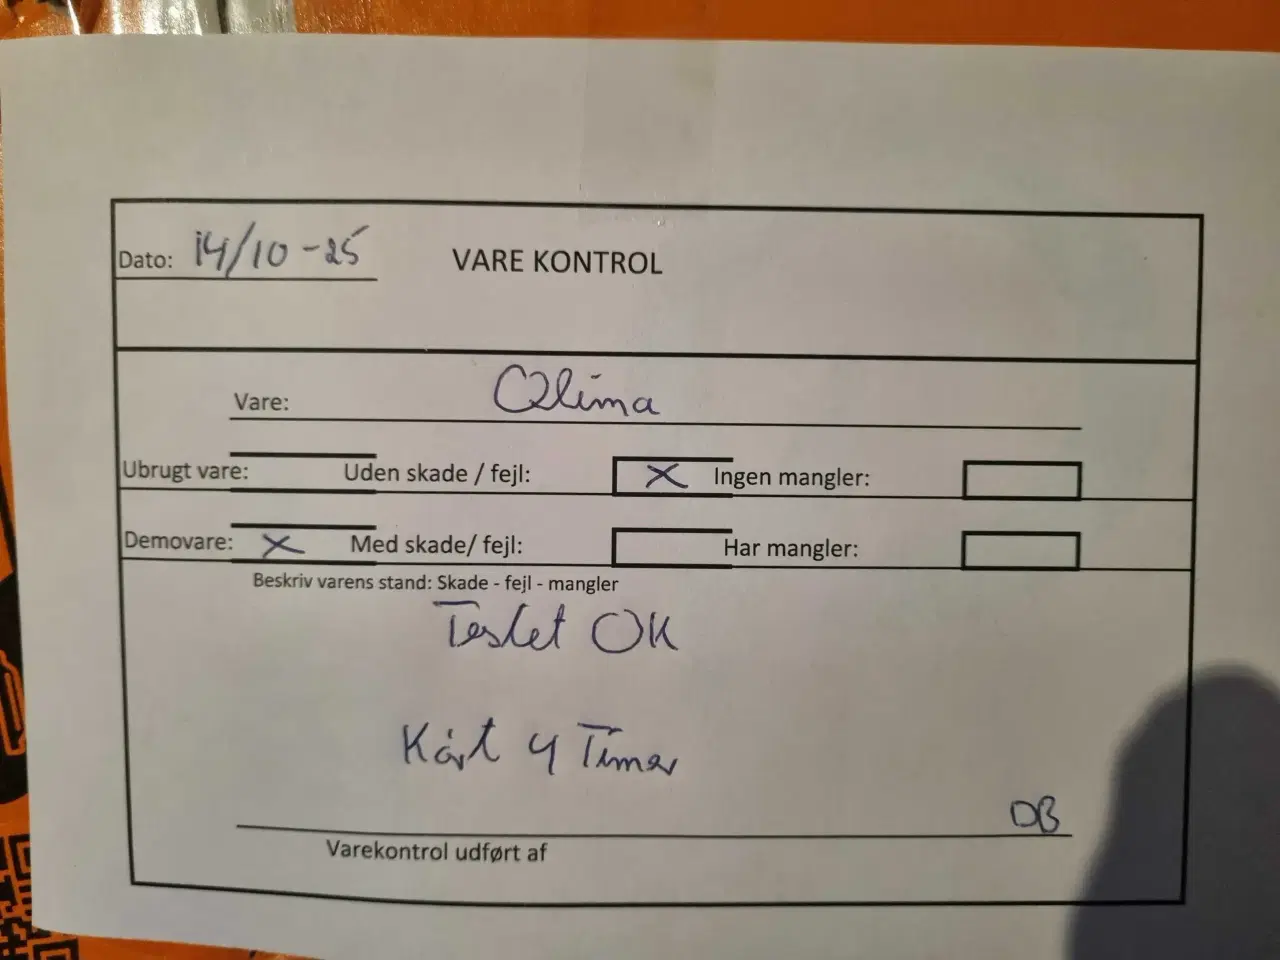 Dato: 14/10-25 VARE KONTROL
Vare: Qlima
Ubrugt vare: Uden skade / fejl: X Ingen mangler:
Demovare: X Med skade/ fejl: Har mangler:
Beskriv varens stand: Skade - fejl - mangler
Testet OK
Kørt 4 Timer
DB
Varekontrol udført af